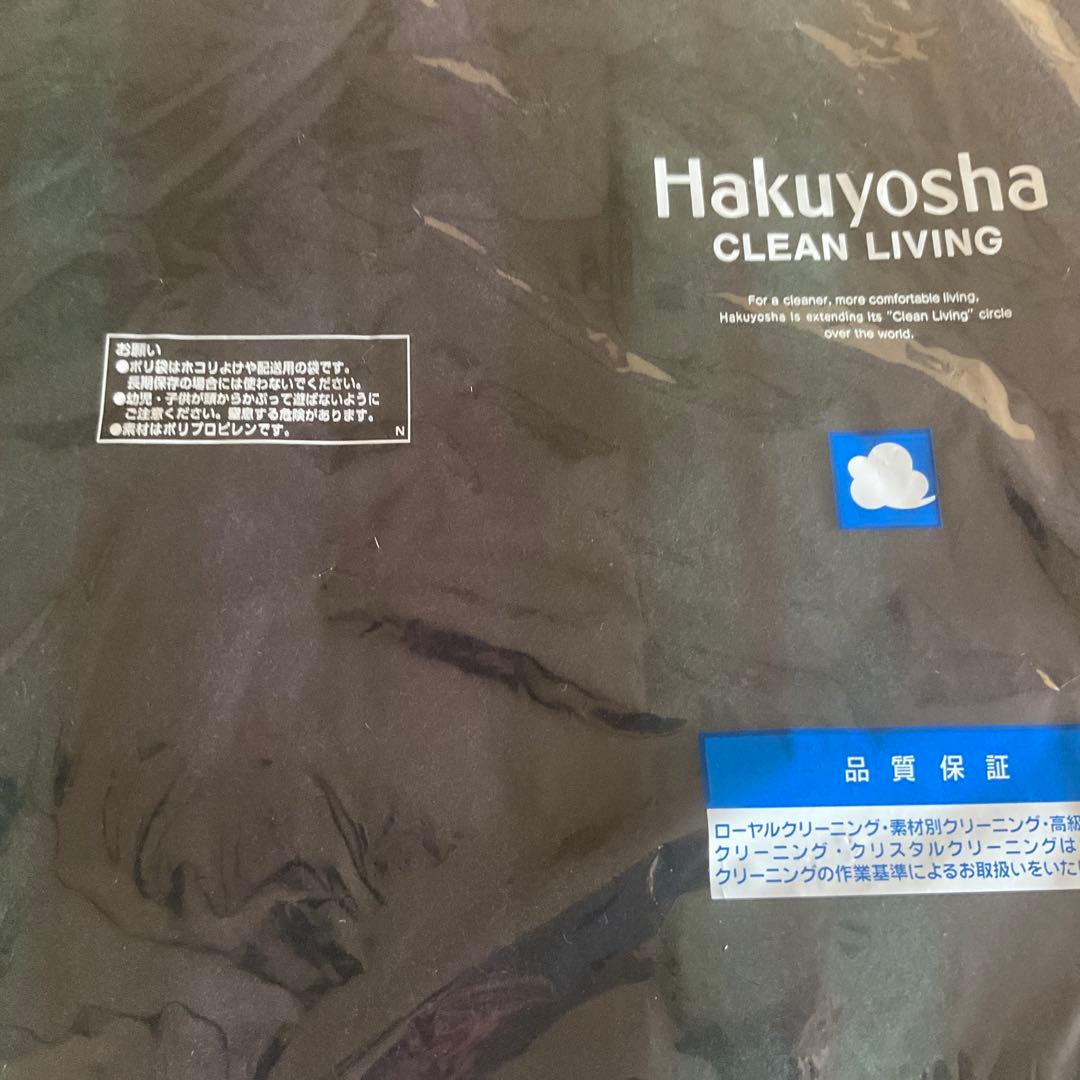 Hakuyosha
CLEAN LIVING
For a cleaner, more comfortable living,
Hakuyosha is extending its "Clean Living" circle
over the world.
お願い
●ポリ袋はホコリよけや配送用の袋です。
長期保存の場合には使わないでください。
●幼児・子供が頭からかぶって遊ばないように
ご注意ください。窒息する危険があります。
●素材はポリプロピレンです。
N
品質保証
ローヤルクリーニング・素材別クリーニング・高級
クリーニング・クリスタルクリーニングは
クリーニングの作業基準によるお取扱いをいた